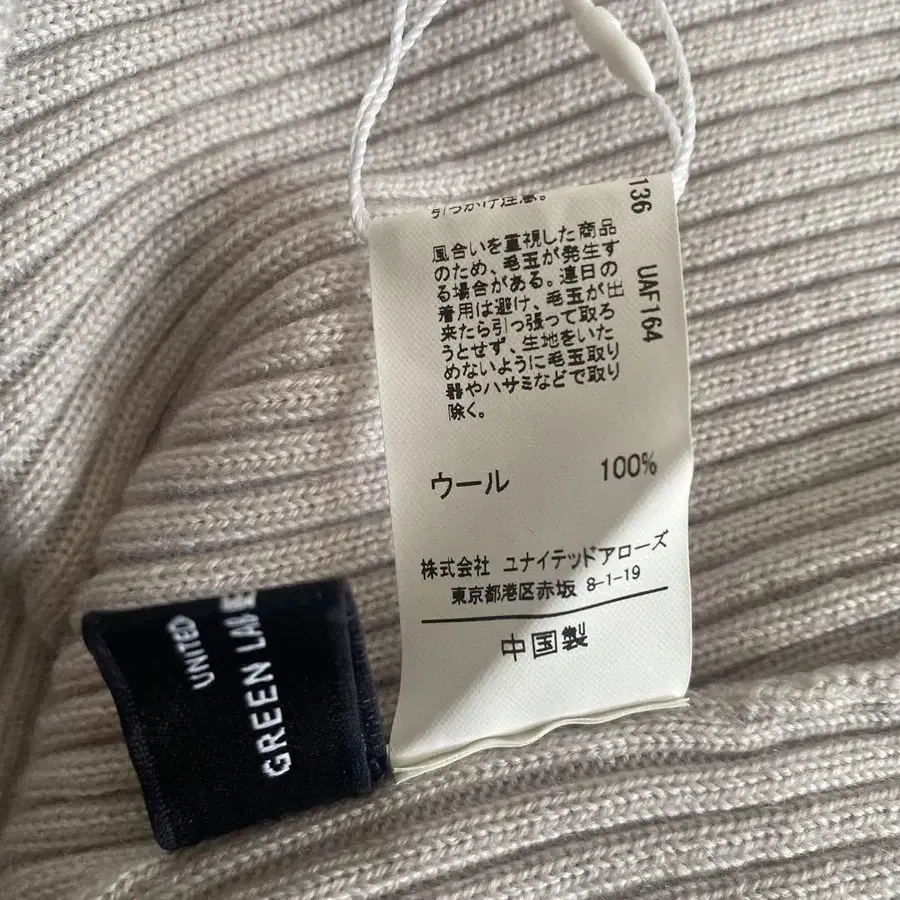 引っかけ注意。
風合いを重視した商品
のため、毛玉が発生す
る場合がある。連日の
着用は避け、毛玉が出
来たら引っ張って取ろ
うとせず、生地をいた
めないように毛玉取り
器やハサミなどで取り
除く。
136 UAF164
ウール 100%
株式会社 ユナイテッドアローズ
東京都港区赤坂 8-1-19
中国製
UNITED
GREEN LABE